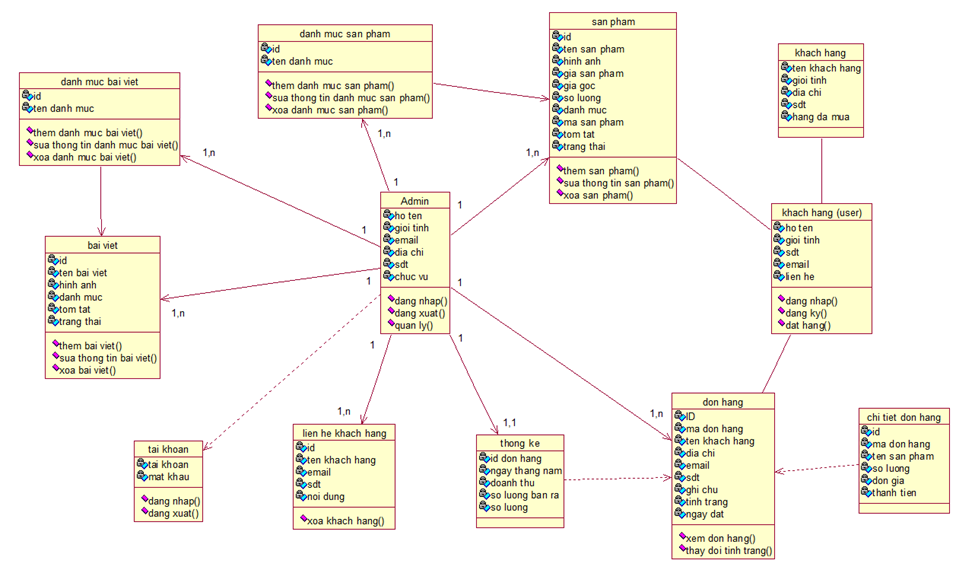 danh muc san pham
id
ten danh muc
them danh muc san pham()
sua thong tin danh muc san pham()
xoa danh muc san pham()
san pham
id
ten san pham
hinh anh
gia san pham
gia goc
so luong
danh muc
ma san pham
tom tat
trang thai
them san pham()
sua thong tin san pham()
xoa san pham()
khach hang
ten khach hang
gioi tinh
dia chi
sdt
hang da mua
danh muc bai viet
id
ten danh muc
them danh muc bai viet()
sua thong tin danh muc bai viet()
xoa danh muc bai viet()
1,n
1,n
1,n
1
1
1
1
1
1
1
Admin
ho ten
gioi tinh
email
dia chi
sdt
chuc vu
dang nhap()
dang xuat()
quan ly()
khach hang (user)
ho ten
gioi tinh
sdt
email
lien he
dang nhap()
dang ky()
dat hang()
bai viet
id
ten bai viet
hinh anh
danh muc
tom tat
trang thai
them bai viet()
sua thong tin bai viet()
xoa bai viet()
1,n
1,n
1,1
1,n
tai khoan
tai khoan
mat khau
dang nhap()
dang xuat()
lien he khach hang
id
ten khach hang
email
sdt
noi dung
xoa khach hang()
thong ke
id don hang
ngay thang nam
doanh thu
so luong ban ra
so luong
don hang
ID
ma don hang
ten khach hang
dia chi
email
sdt
ghi chu
tinh trang
ngay dat
xem don hang()
thay doi tinh trang()
chi tiet don hang
id
ma don hang
ten san pham
so luong
don gia
thanh tien